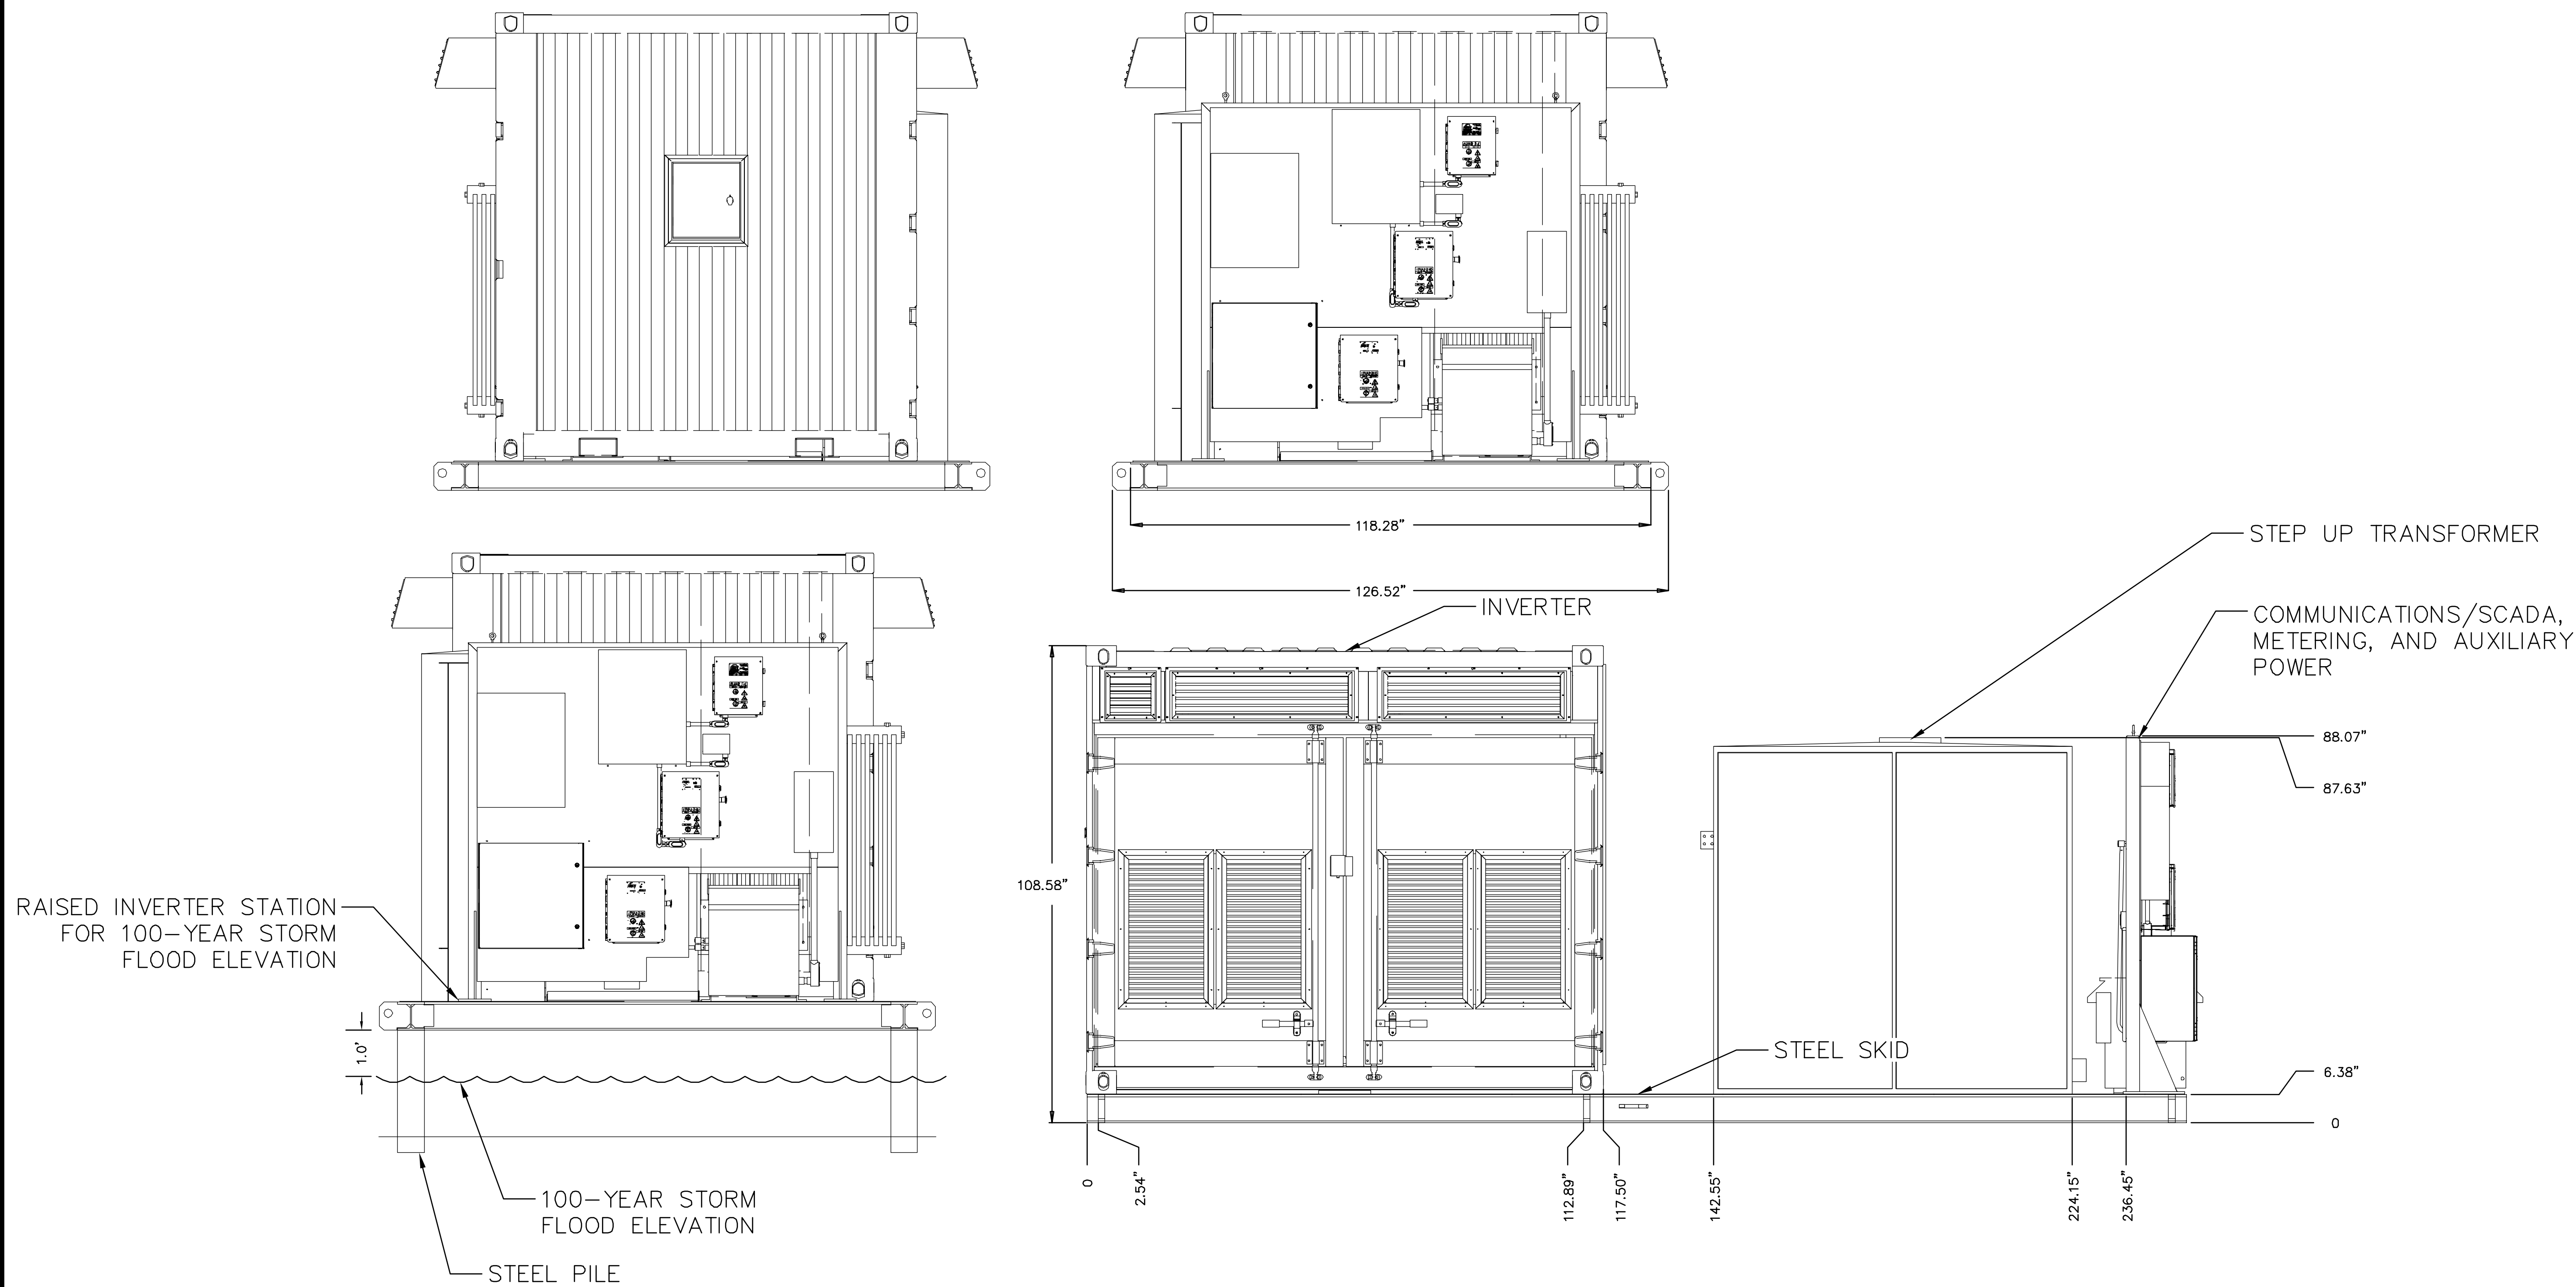 118.28"
126.52"
STEP UP TRANSFORMER
INVERTER
COMMUNICATIONS/SCADA,
METERING, AND AUXILIARY
POWER
88.07"
87.63"
108.58"
RAISED INVERTER STATION
FOR 100-YEAR STORM
FLOOD ELEVATION
1.0'
STEEL SKID
6.38"
0
0
2.54"
112.89"
117.50"
142.55"
224.15"
236.45"
100-YEAR STORM
FLOOD ELEVATION
STEEL PILE